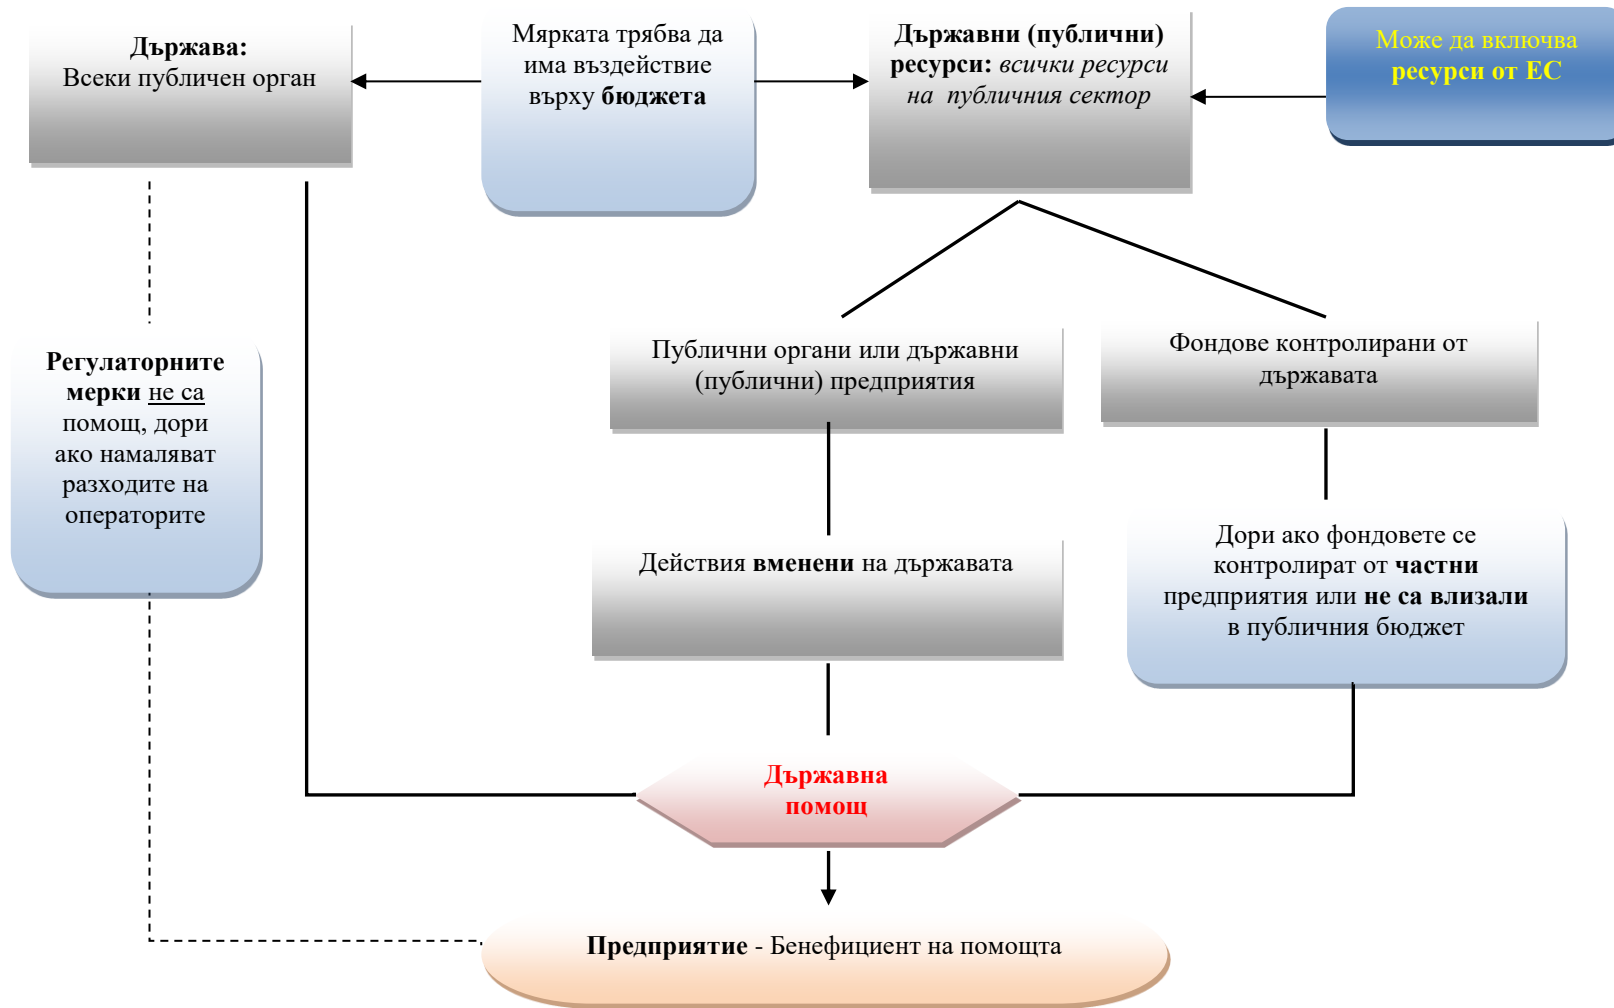 Държава:
Всеки публичен орган
Мярката трябва да
има въздействие
върху бюджета
Държавни (публични)
ресурси: всички ресурси
на публичния сектор
Може да включва
ресурси от ЕС
Регулаторните
мерки не са
помощ, дори
ако намаляват
разходите на
операторите
Публични органи или държавни
(публични) предприятия
Фондове контролирани от
държавата
Действия вменени на държавата
Дори ако фондовете се
контролират от частни
предприятия или не са влизали
в публичния бюджет
Държавна
помощ
Предприятие - Бенефициент на помощта